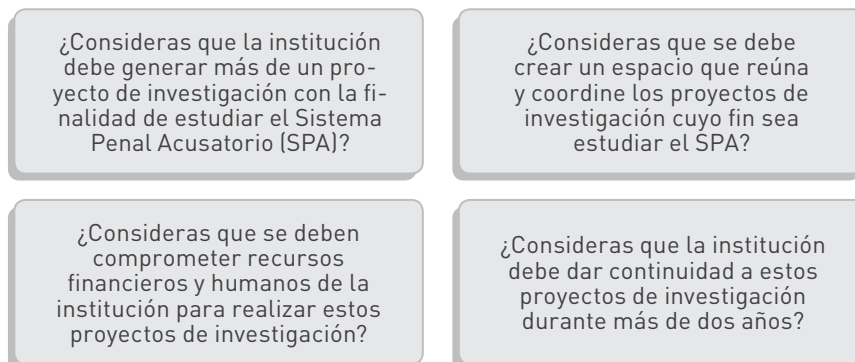 ¿Consideras que la institución
debe generar más de un pro-
yecto de investigación con la fi-
nalidad de estudiar el Sistema
Penal Acusatorio (SPA)?
¿Consideras que se debe
crear un espacio que reúna
y coordine los proyectos de
investigación cuyo fin sea
estudiar el SPA?
¿Consideras que se deben
comprometer recursos
financieros y humanos de la
institución para realizar estos
proyectos de investigación?
¿Consideras que la institución
debe dar continuidad a estos
proyectos de investigación
durante más de dos años?